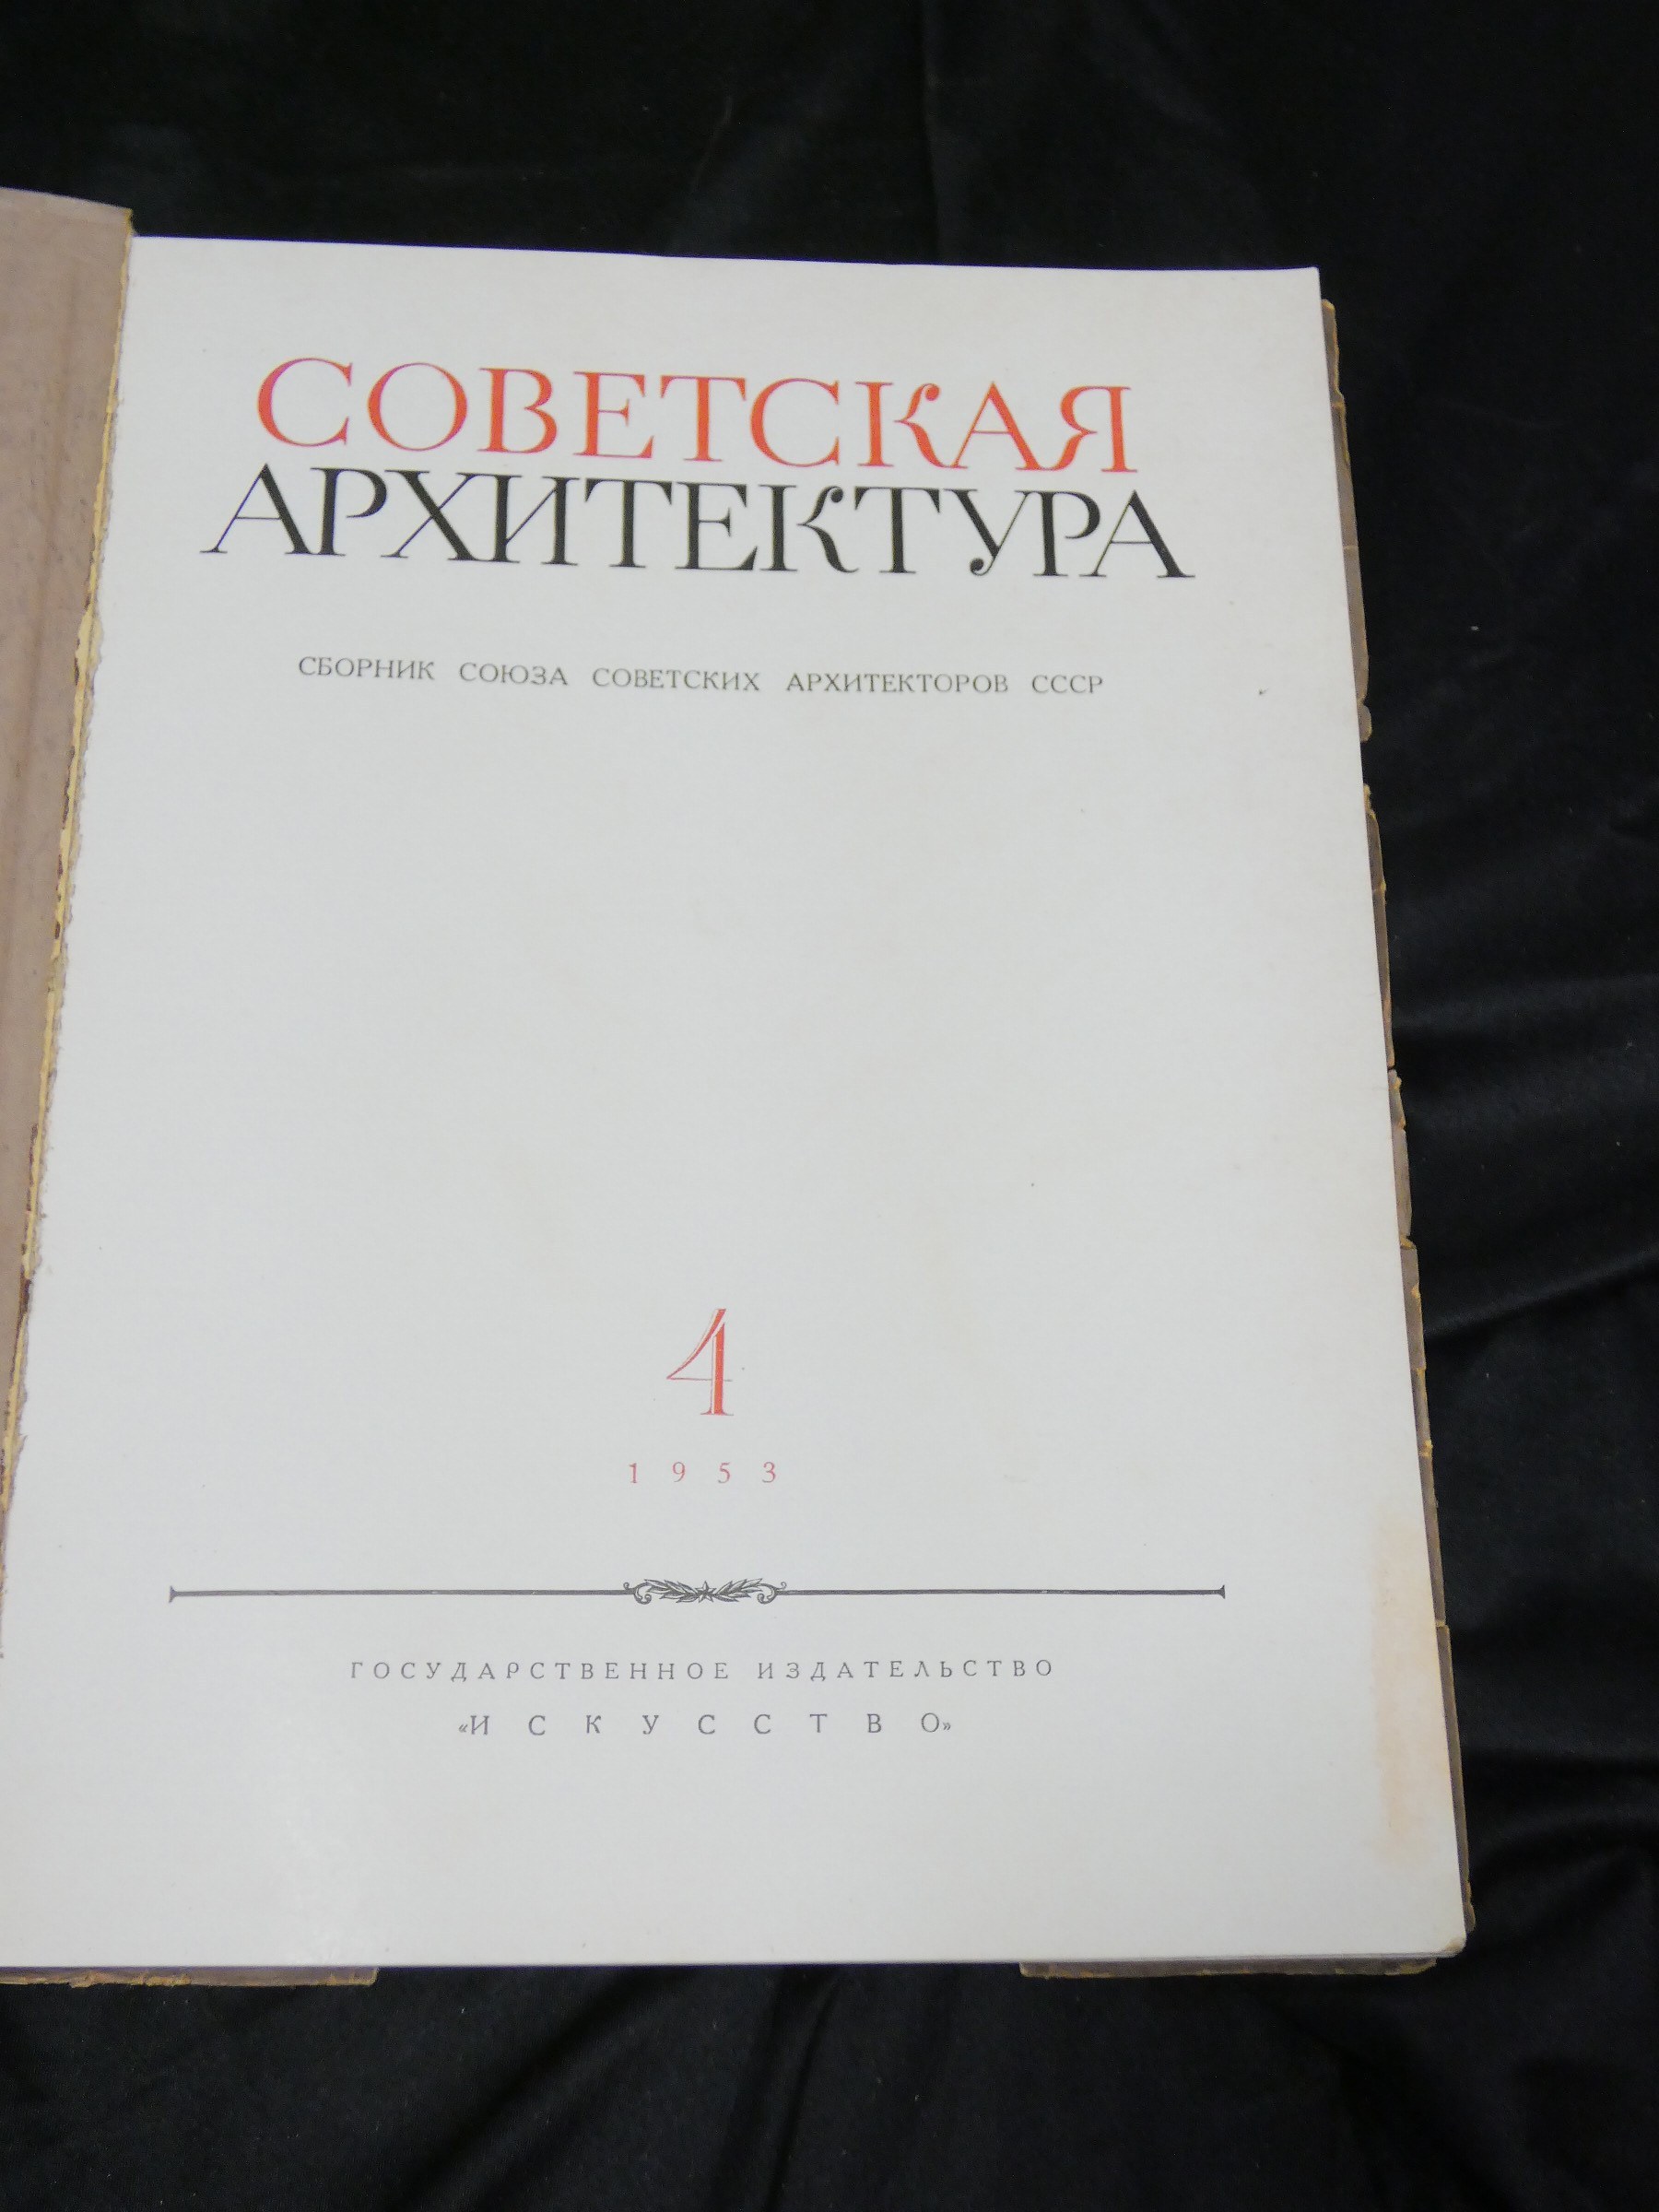 СОВЕТСКАЯ
АРХИТЕКТУРА
СБОРНИК СОЮЗА СОВЕТСКИХ АРХИТЕКТОРОВ СССР
4
1953
ГОСУДАРСТВЕННОЕ ИЗДАТЕЛЬСТВО
«ИСКУССТВО»